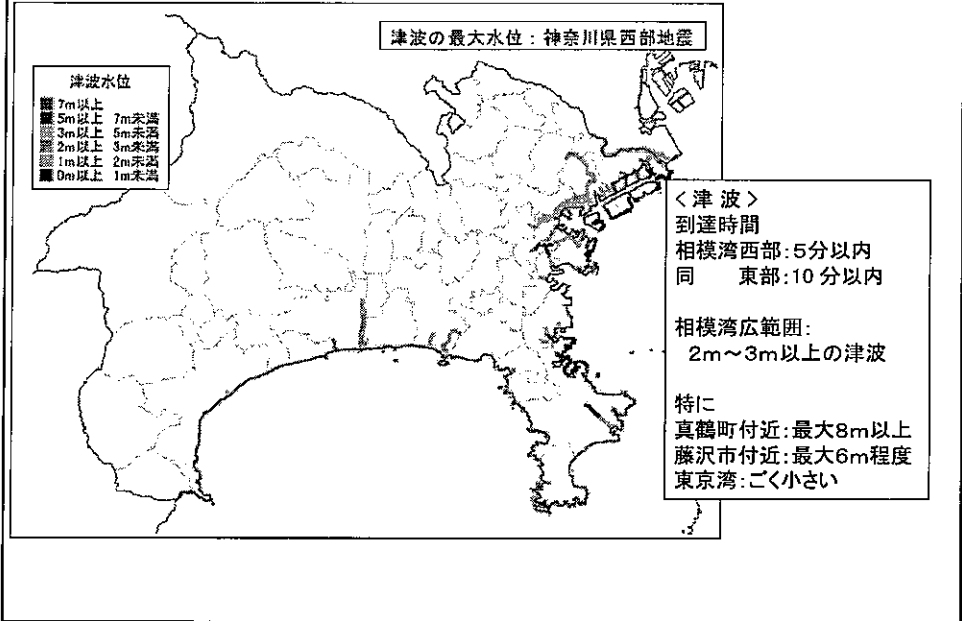 津波の最大水位：神奈川県西部地震
津波水位
7m以上
5m以上 7m未満
3m以上 5m未満
2m以上 3m未満
1m以上 2m未満
0m以上 1m未満
＜津波＞
到達時間
相模湾西部：5分以内
同　　東部：10分以内
相模湾広範囲：
2m～3m以上の津波
特に
真鶴町付近：最大8m以上
藤沢市付近：最大6m程度
東京湾：ごく小さい